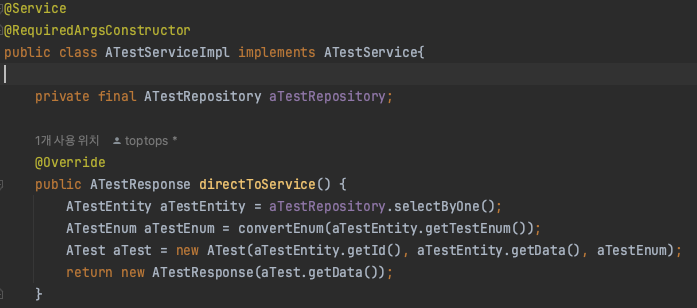 @Service
@RequiredArgsConstructor
public class ATestServiceImpl implements ATestService{
private final ATestRepository aTestRepository;
1개 사용 위치 toptops *
@Override
public ATestResponse directToService() {
ATestEntity aTestEntity = aTestRepository.selectByOne();
ATestEnum aTestEnum = convertEnum(aTestEntity.getTestEnum());
ATest aTest = new ATest(aTestEntity.getId(), aTestEntity.getData(), aTestEnum);
return new ATestResponse(aTest.getData());
}